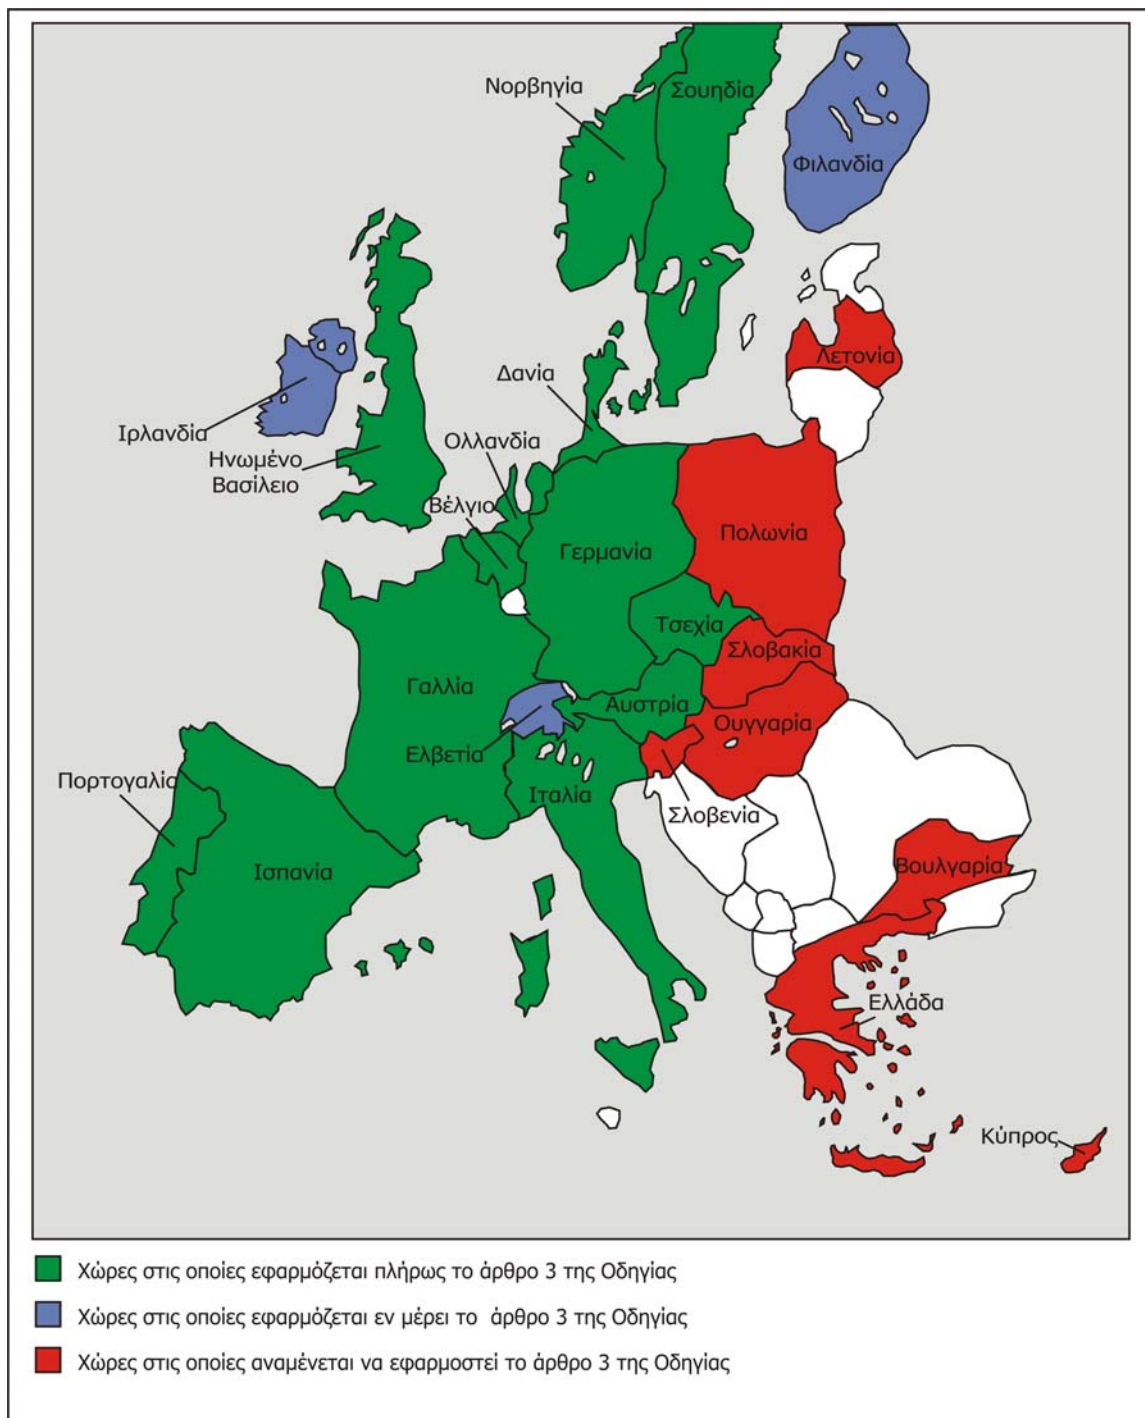 Νορβηγία
Σουηδία
Φιλανδία
Λετονία
Δανία
Ιρλανδία
Ολλανδία
Ηνωμένο
Βασίλειο
Βέλγιο
Πολωνία
Γερμανία
Τσεχία
Σλοβακία
Γαλλία
Αυστρία
Ουγγαρία
Ελβετία
Πορτογαλία
Ιταλία
Σλοβενία
Ισπανία
Βουλγαρία
Ελλάδα
Κύπρος
Χώρες στις οποίες εφαρμόζεται πλήρως το άρθρο 3 της Οδηγίας
Χώρες στις οποίες εφαρμόζεται εν μέρει το άρθρο 3 της Οδηγίας
Χώρες στις οποίες αναμένεται να εφαρμοστεί το άρθρο 3 της Οδηγίας